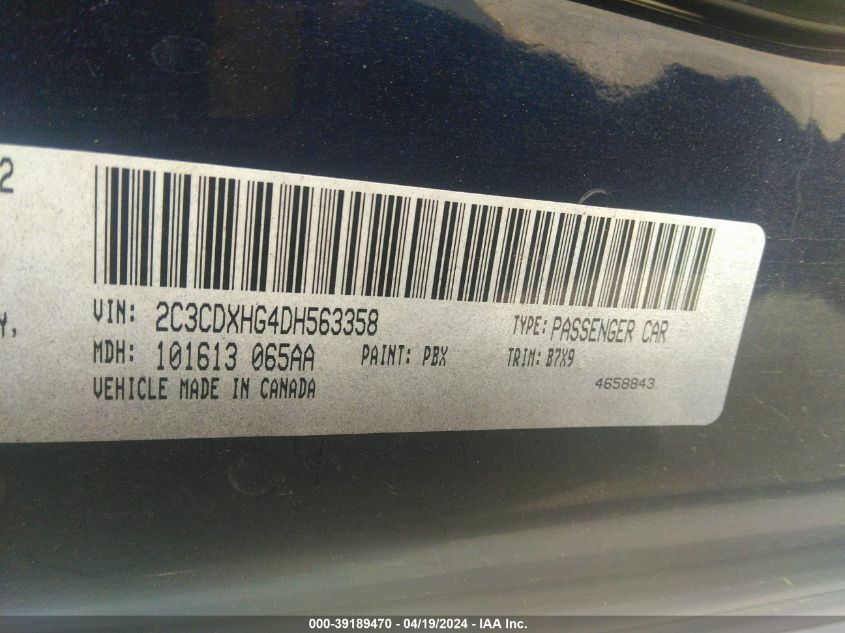 2
Y,
VIN: 2C3CDXHG4DH563358 TYPE: PASSENGER CAR
MDH: 101613 065AA PAINT: PBX TRIM: B7X9
VEHICLE MADE IN CANADA 4658843
000-39189470 - 04/19/2024 - IAA Inc.